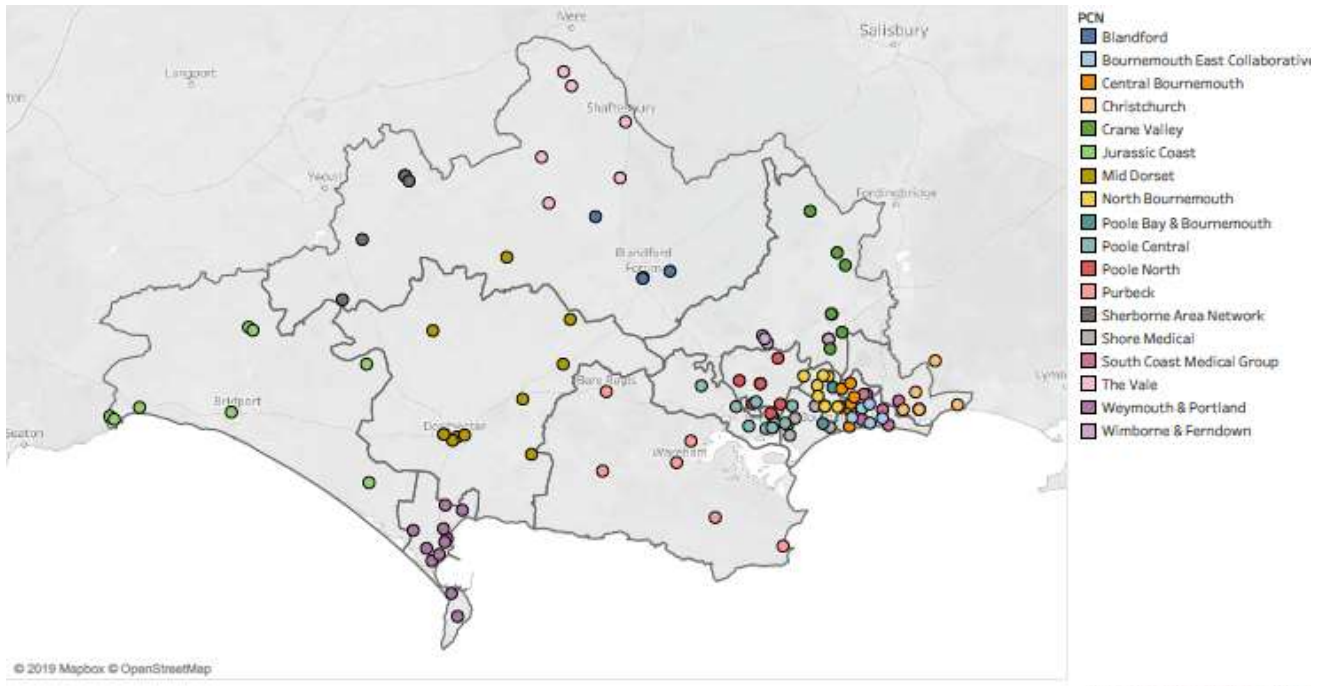 Mere
Salisbury
Langport
ton
Shaftesbury
Yeovil
Fordingbridge
Blandford
Forum
Bere Regis
Bridport
Dorchester
Wareham
Seaton
© 2019 Mapbox © OpenStreetMap
PCN
Blandford
Bournemouth East Collaborative
Central Bournemouth
Christchurch
Crane Valley
Jurassic Coast
Mid Dorset
North Bournemouth
Poole Bay & Bournemouth
Poole Central
Poole North
Purbeck
Sherborne Area Network
Shore Medical
South Coast Medical Group
The Vale
Weymouth & Portland
Wimborne & Ferndown